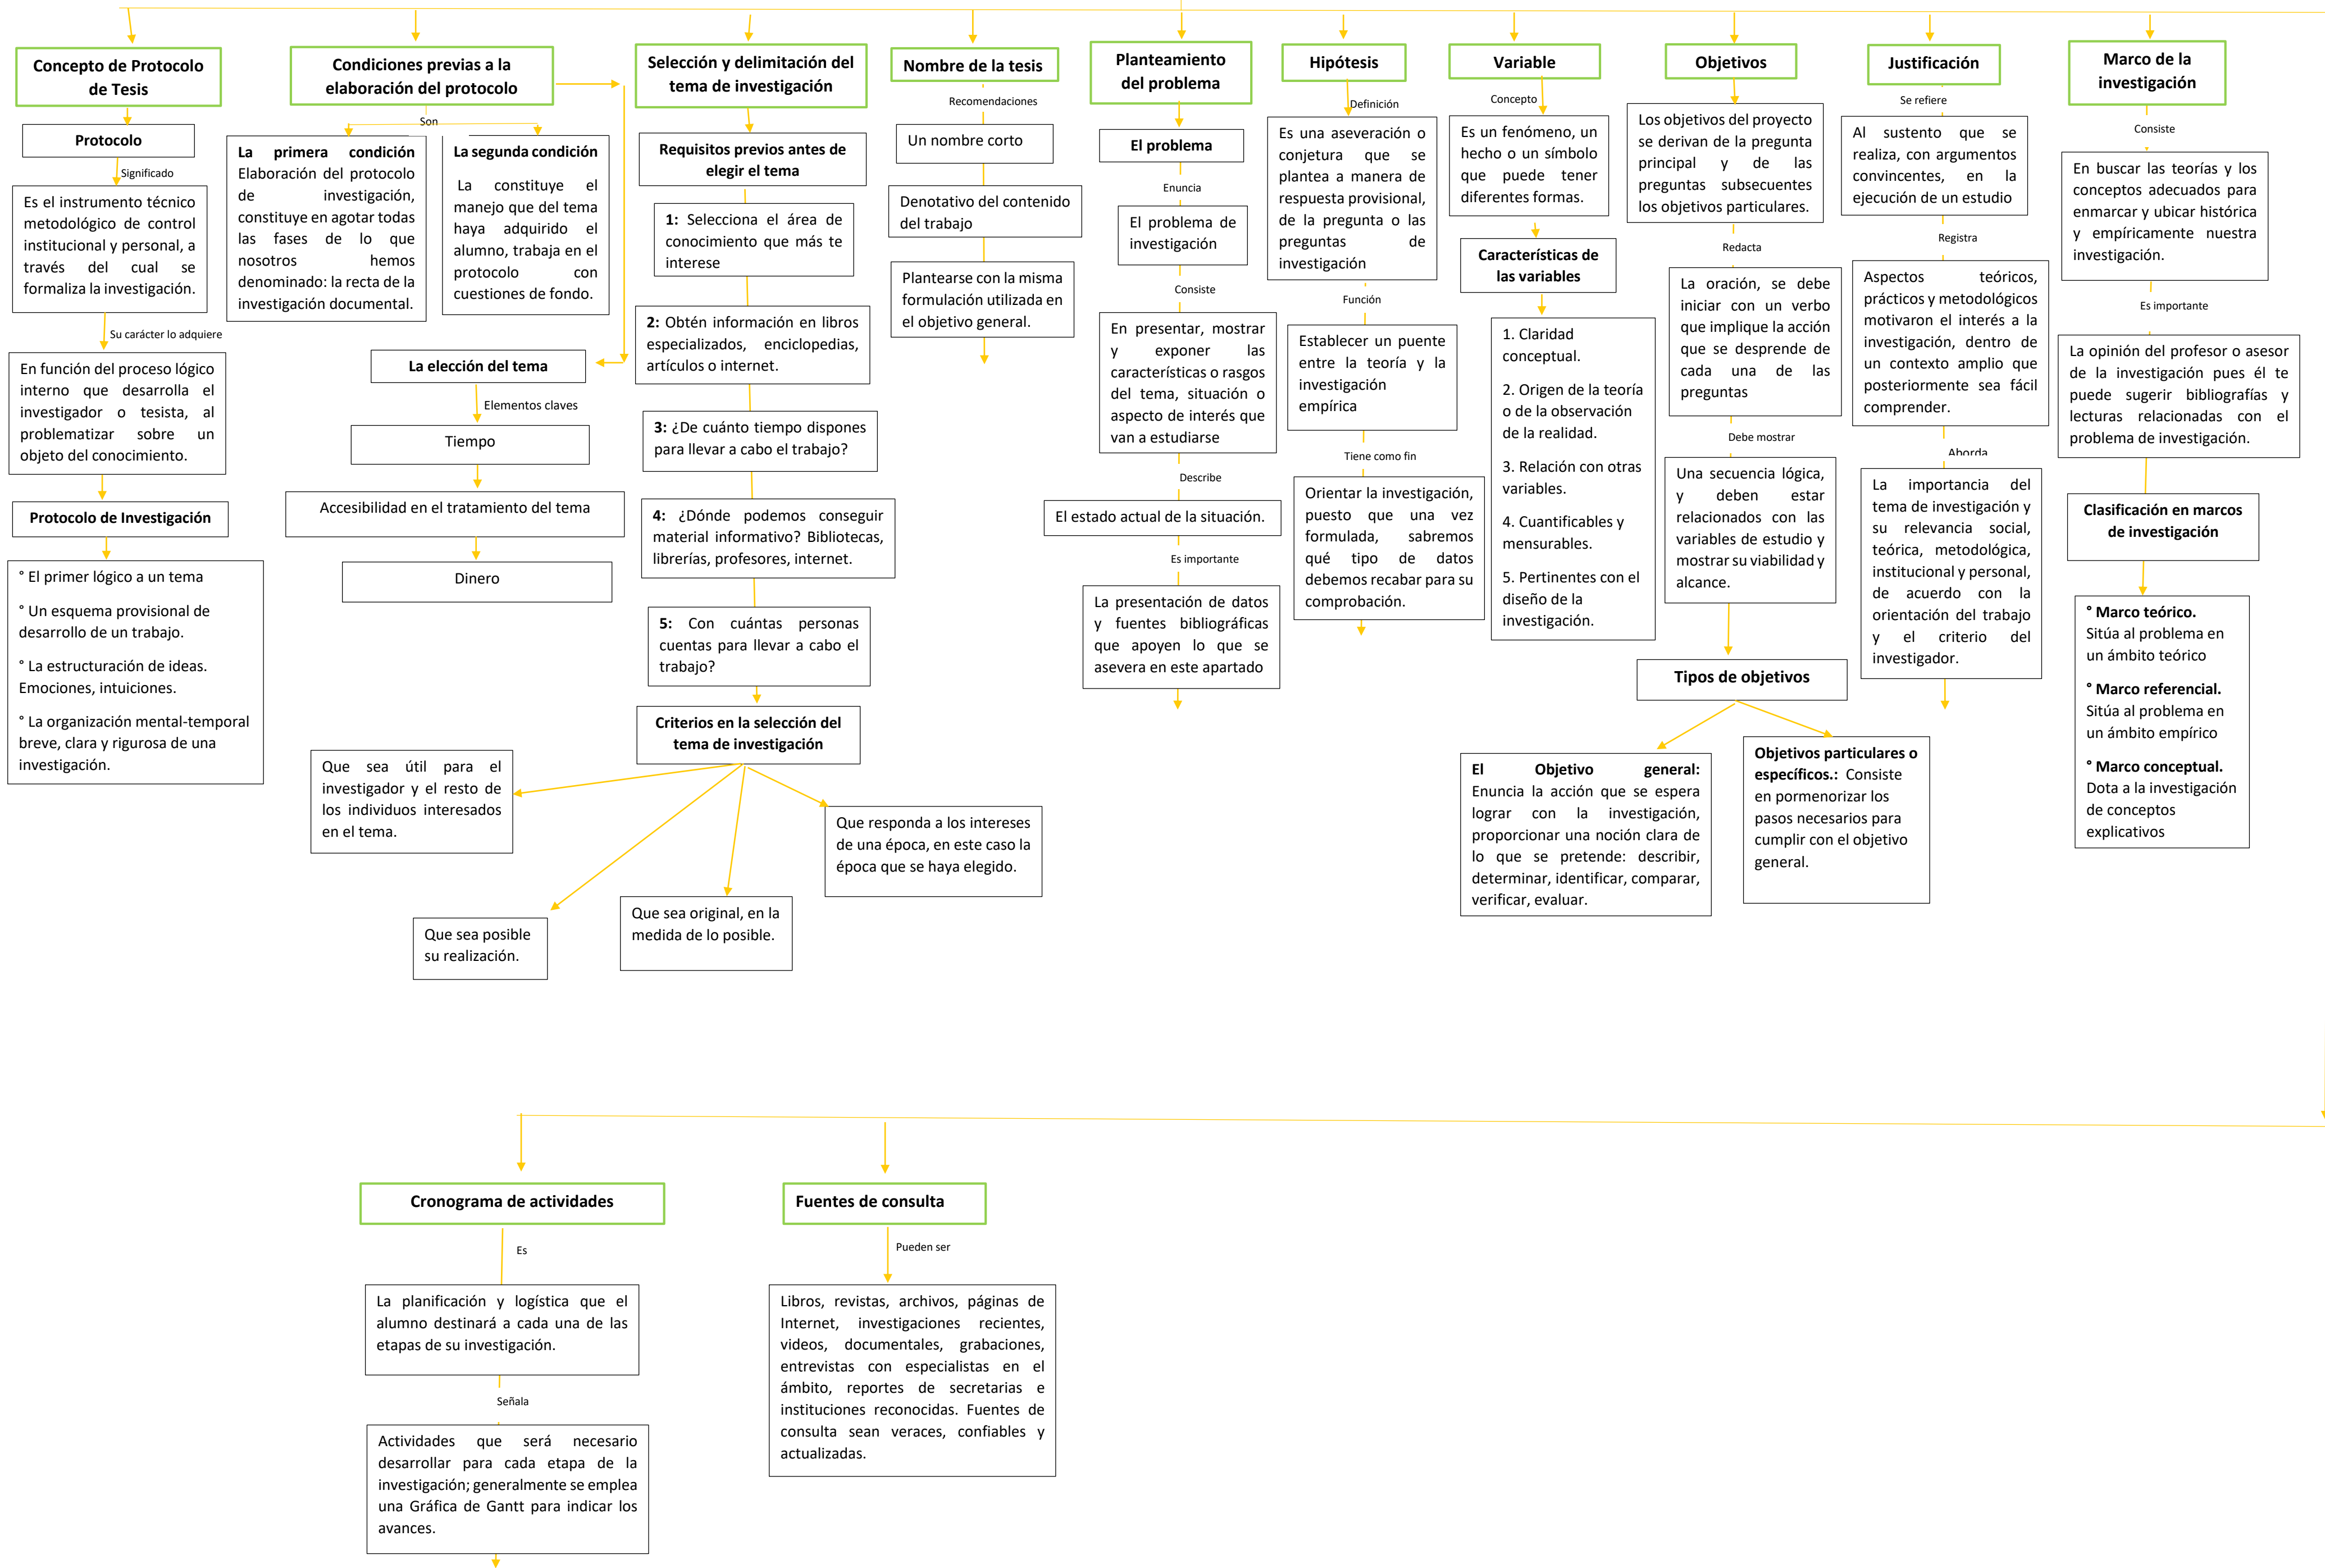 Concepto de Protocolo
de Tesis
Protocolo
Significado
Es el instrumento técnico
metodológico de control
institucional y personal, a
través del cual se
formaliza la investigación.
Su carácter lo adquiere
En función del proceso lógico
interno que desarrolla el
investigador o tesista, al
problematizar sobre un
objeto del conocimiento.
Protocolo de Investigación
° El primer lógico a un tema
° Un esquema provisional de
desarrollo de un trabajo.
° La estructuración de ideas.
Emociones, intuiciones.
° La organización mental-temporal
breve, clara y rigurosa de una
investigación.
Condiciones previas a la
elaboración del protocolo
Son
La primera condición
Elaboración del protocolo
de investigación,
constituye en agotar todas
las fases de lo que
nosotros hemos
denominado: la recta de la
investigación documental.
La segunda condición
La constituye el
manejo que del tema
haya adquirido el
alumno, trabaja en el
protocolo con
cuestiones de fondo.
La elección del tema
Elementos claves
Tiempo
Accesibilidad en el tratamiento del tema
Dinero
Selección y delimitación del
tema de investigación
Requisitos previos antes de
elegir el tema
1: Selecciona el área de
conocimiento que más te
interese
2: Obtén información en libros
especializados, enciclopedias,
artículos o internet.
3: ¿De cuánto tiempo dispones
para llevar a cabo el trabajo?
4: ¿Dónde podemos conseguir
material informativo? Bibliotecas,
librerías, profesores, internet.
5: Con cuántas personas
cuentas para llevar a cabo el
trabajo?
Criterios en la selección del
tema de investigación
Que sea útil para el
investigador y el resto de
los individuos interesados
en el tema.
Que sea posible
su realización.
Que sea original, en la
medida de lo posible.
Que responda a los intereses
de una época, en este caso la
época que se haya elegido.
Nombre de la tesis
Recomendaciones
Un nombre corto
Denotativo del contenido
del trabajo
Plantearse con la misma
formulación utilizada en
el objetivo general.
Planteamiento
del problema
El problema
Enuncia
El problema de
investigación
Consiste
En presentar, mostrar
y exponer las
características o rasgos
del tema, situación o
aspecto de interés que
van a estudiarse
Describe
El estado actual de la situación.
Es importante
La presentación de datos
y fuentes bibliográficas
que apoyen lo que se
asevera en este apartado
Hipótesis
Definición
Es una aseveración o
conjetura que se
plantea a manera de
respuesta provisional,
de la pregunta o las
preguntas de
investigación
Función
Establecer un puente
entre la teoría y la
investigación
empírica
Tiene como fin
Orientar la investigación,
puesto que una vez
formulada, sabremos
qué tipo de datos
debemos recabar para su
comprobación.
Variable
Concepto
Es un fenómeno, un
hecho o un símbolo
que puede tener
diferentes formas.
Características de
las variables
1. Claridad
conceptual.
2. Origen de la teoría
o de la observación
de la realidad.
3. Relación con otras
variables.
4. Cuantificables y
mensurables.
5. Pertinentes con el
diseño de la
investigación.
Objetivos
Los objetivos del proyecto
se derivan de la pregunta
principal y de las
preguntas subsecuentes
los objetivos particulares.
Redacta
La oración, se debe
iniciar con un verbo
que implique la acción
que se desprende de
cada una de las
preguntas
Debe mostrar
Una secuencia lógica,
y deben estar
relacionados con las
variables de estudio y
mostrar su viabilidad y
alcance.
Tipos de objetivos
El Objetivo general:
Enuncia la acción que se espera
lograr con la investigación,
proporcionar una noción clara de
lo que se pretende: describir,
determinar, identificar, comparar,
verificar, evaluar.
Objetivos particulares o
específicos.: Consiste
en pormenorizar los
pasos necesarios para
cumplir con el objetivo
general.
Justificación
Se refiere
Al sustento que se
realiza, con argumentos
convincentes, en la
ejecución de un estudio
Registra
Aspectos teóricos,
prácticos y metodológicos
motivaron el interés a la
investigación, dentro de
un contexto amplio que
posteriormente sea fácil
comprender.
Aborda
La importancia del
tema de investigación y
su relevancia social,
teórica, metodológica,
institucional y personal,
de acuerdo con la
orientación del trabajo
y el criterio del
investigador.
Marco de la
investigación
Consiste
En buscar las teorías y los
conceptos adecuados para
enmarcar y ubicar histórica
y empíricamente nuestra
investigación.
Es importante
La opinión del profesor o asesor
de la investigación pues él te
puede sugerir bibliografías y
lecturas relacionadas con el
problema de investigación.
Clasificación en marcos
de investigación
° Marco teórico.
Sitúa al problema en
un ámbito teórico
° Marco referencial.
Sitúa al problema en
un ámbito empírico
° Marco conceptual.
Dota a la investigación
de conceptos
explicativos
Cronograma de actividades
Es
La planificación y logística que el
alumno destinará a cada una de las
etapas de su investigación.
Señala
Actividades que será necesario
desarrollar para cada etapa de la
investigación; generalmente se emplea
una Gráfica de Gantt para indicar los
avances.
Fuentes de consulta
Pueden ser
Libros, revistas, archivos, páginas de
Internet, investigaciones recientes,
videos, documentales, grabaciones,
entrevistas con especialistas en el
ámbito, reportes de secretarias e
instituciones reconocidas. Fuentes de
consulta sean veraces, confiables y
actualizadas.